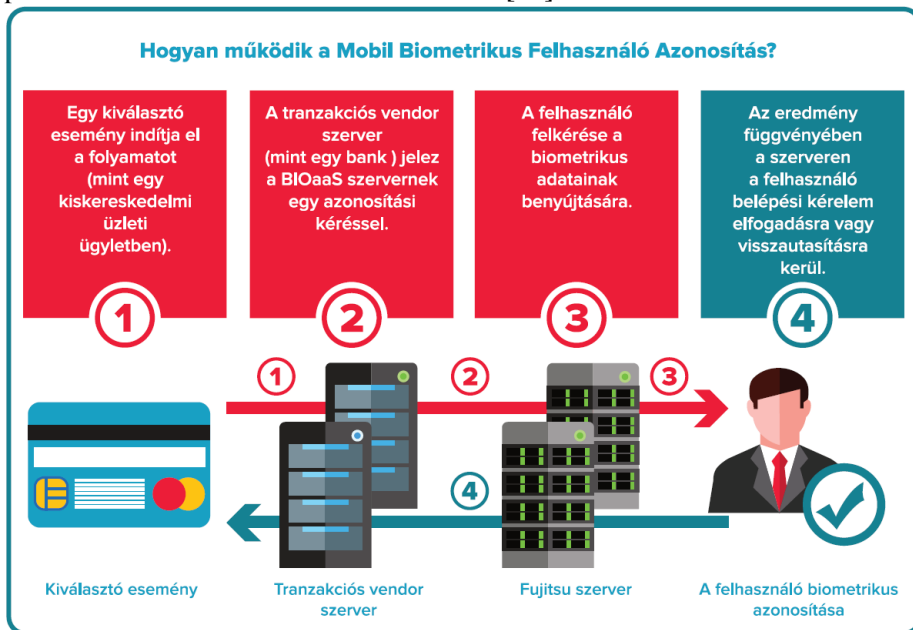 Hogyan működik a Mobil Biometrikus Felhasználó Azonosítás?
Egy kiválasztó
esemény indítja el
a folyamatot
(mint egy
kiskereskedelmi
üzleti
ügyletben).
1
A tranzakciós vendor
szerver
(mint egy bank ) jelez
a BIOaaS szervernek
egy azonosítási
kéréssel.
2
A felhasználó
felkérése a
biometrikus
adatainak
benyújtására.
3
Az eredmény
függvényében
a szerveren
a felhasználó
belépési kérelem
elfogadásra vagy
visszautasításra
kerül.
4
1
2
3
4
Kiválasztó esemény
Tranzakciós vendor
szerver
Fujitsu szerver
A felhasználó biometrikus
azonosítása